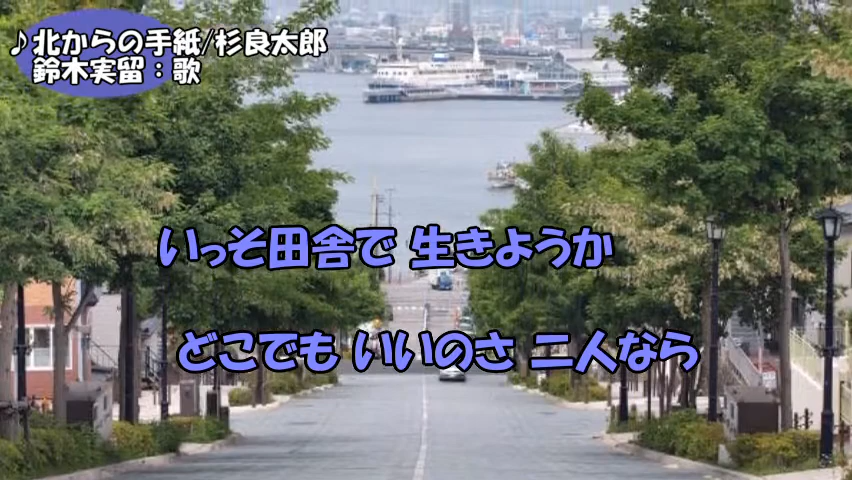 ♪北からの手紙/杉良太郎
鈴木実留：歌
いっそ田舎で 生きようか
どこでも いいのさ 二人なら